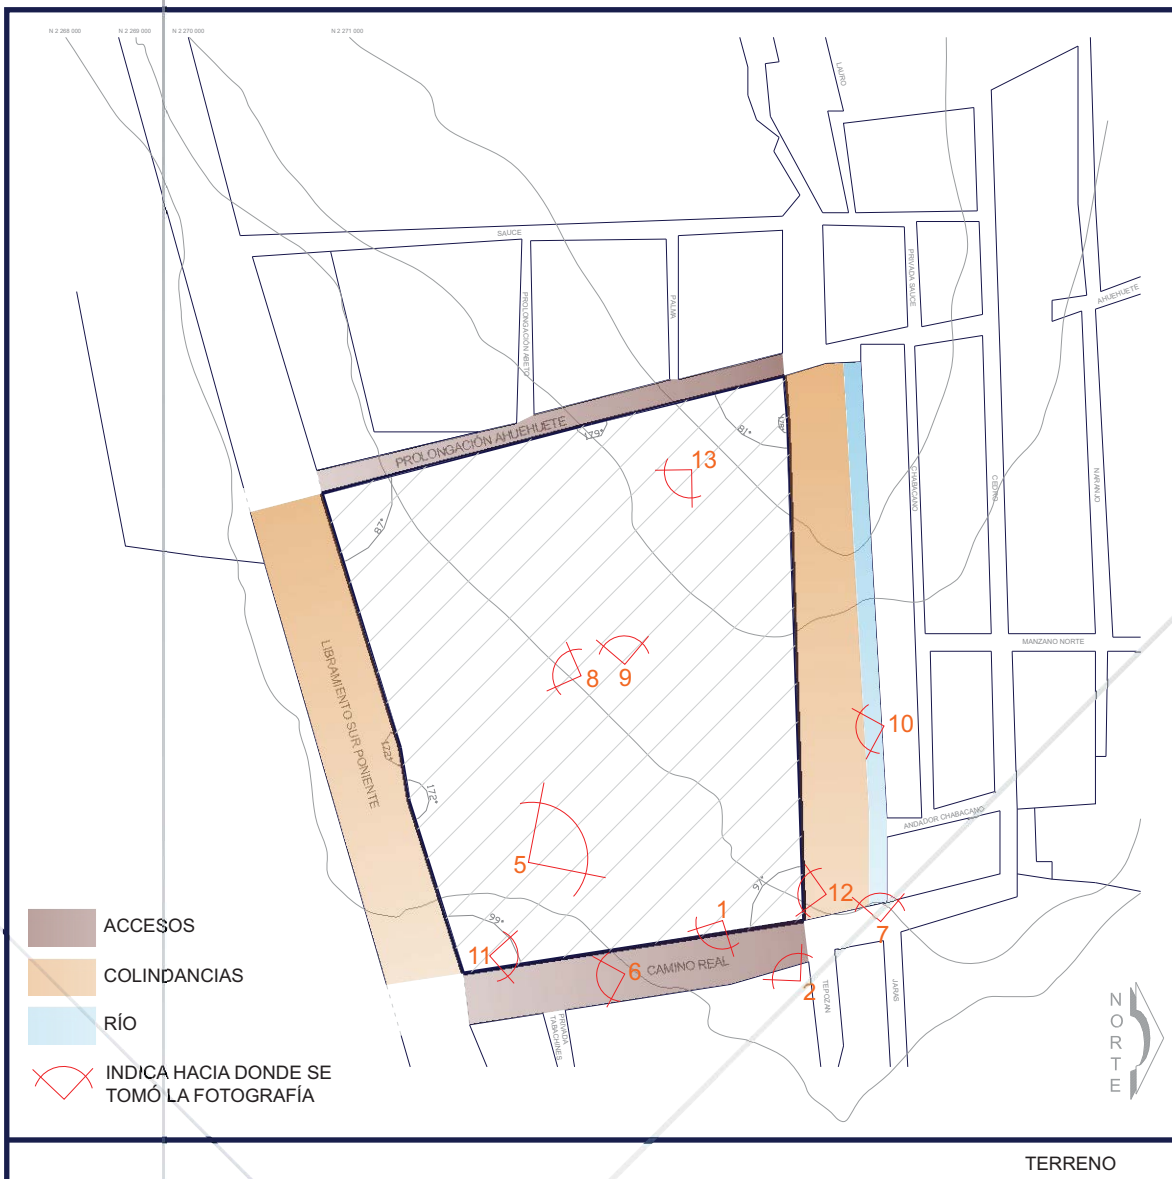 N 2 268 000
N 2 269 000
N 2 270 000
N 2 271 000
LAURO
SAUCE
PROLONGACIÓN ABETO
PALMA
PRIVADA SAUCE
AHUEHUETE
PROLONGACIÓN AHUEHUETE
179°
81°
87°
13
CHABACANO
CEDRO
NARANJO
MANZANO NORTE
LIBRAMIENTO SUR PONIENTE
8
9
10
172°
172°
5
ANDADOR CHABACANO
97°
12
7
1
99°
11
6
CAMINO REAL
2
TEPOZAN
JARAS
PRIVADA
TABACHINES
ACCESOS
COLINDANCIAS
RÍO
INDICA HACIA DONDE SE
TOMÓ LA FOTOGRAFÍA
NORTE
TERRENO